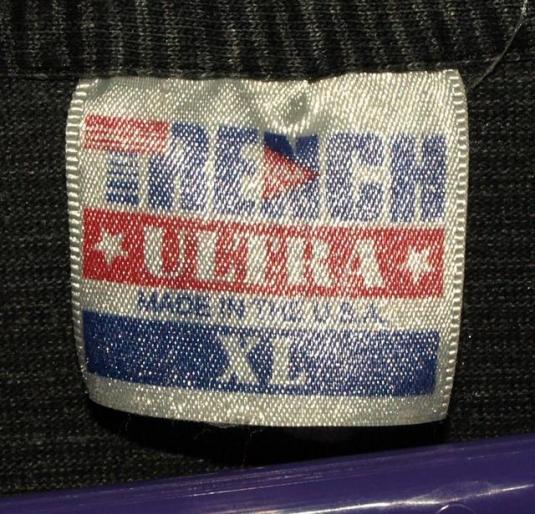 TRENCH
ULTRA
MADE IN THE U.S.A.
XL